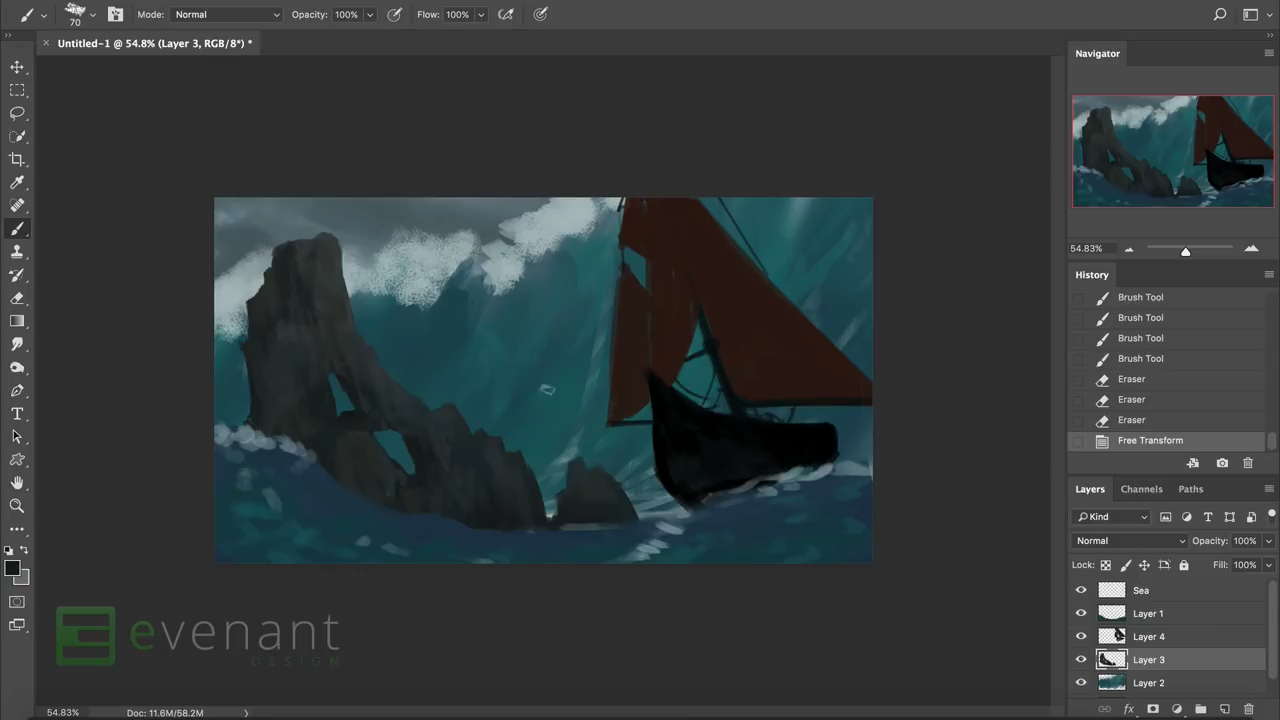 70
Mode: Normal
Opacity: 100%
Flow: 100%
× Untitled-1 @ 54.8% (Layer 3, RGB/8*) *
Navigator
54.83%
History
Brush Tool
Brush Tool
Brush Tool
Brush Tool
Eraser
Eraser
Eraser
Free Transform
Layers Channels Paths
Kind
Normal Opacity: 100%
Lock: Fill: 100%
Sea
Layer 1
Layer 4
Layer 3
Layer 2
fx
evenant
DESIGN
54.83% Doc: 11.6M/58.2M